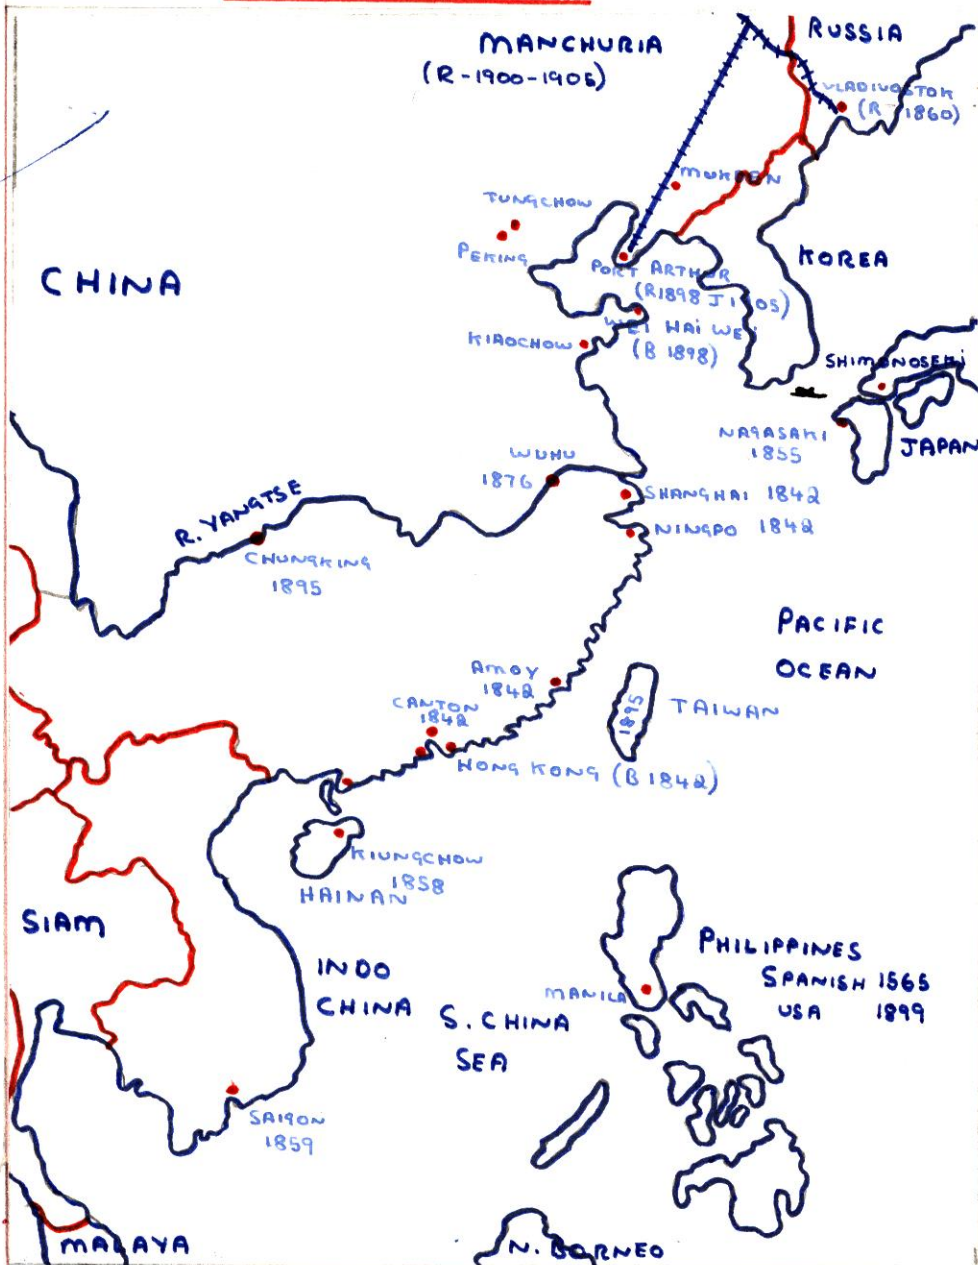 MANCHURIA
(R-1900-1905)
RUSSIA
VLADIVOSTOK
(R 1860)
MUKDEN
TUNGCHOW
PEKING
CHINA
KOREA
PORT ARTHUR
(R1898 J1905)
WEI HAI WEI
(B 1898)
KIAOCHOW
SHIMONOSEKI
NAGASAKI
1855
JAPAN
WUHU
1876
R. YANGTSE
SHANGHAI 1842
NINGPO 1842
CHUNGKING
1895
PACIFIC
OCEAN
AMOY
1842
CANTON
1842
1895
TAIWAN
HONG KONG (B 1842)
KIUNGCHOW
1858
HAINAN
SIAM
INDO
CHINA
S. CHINA
SEA
PHILIPPINES
SPANISH 1565
USA 1899
MANILA
SAIGON
1859
MALAYA
N. BORNEO